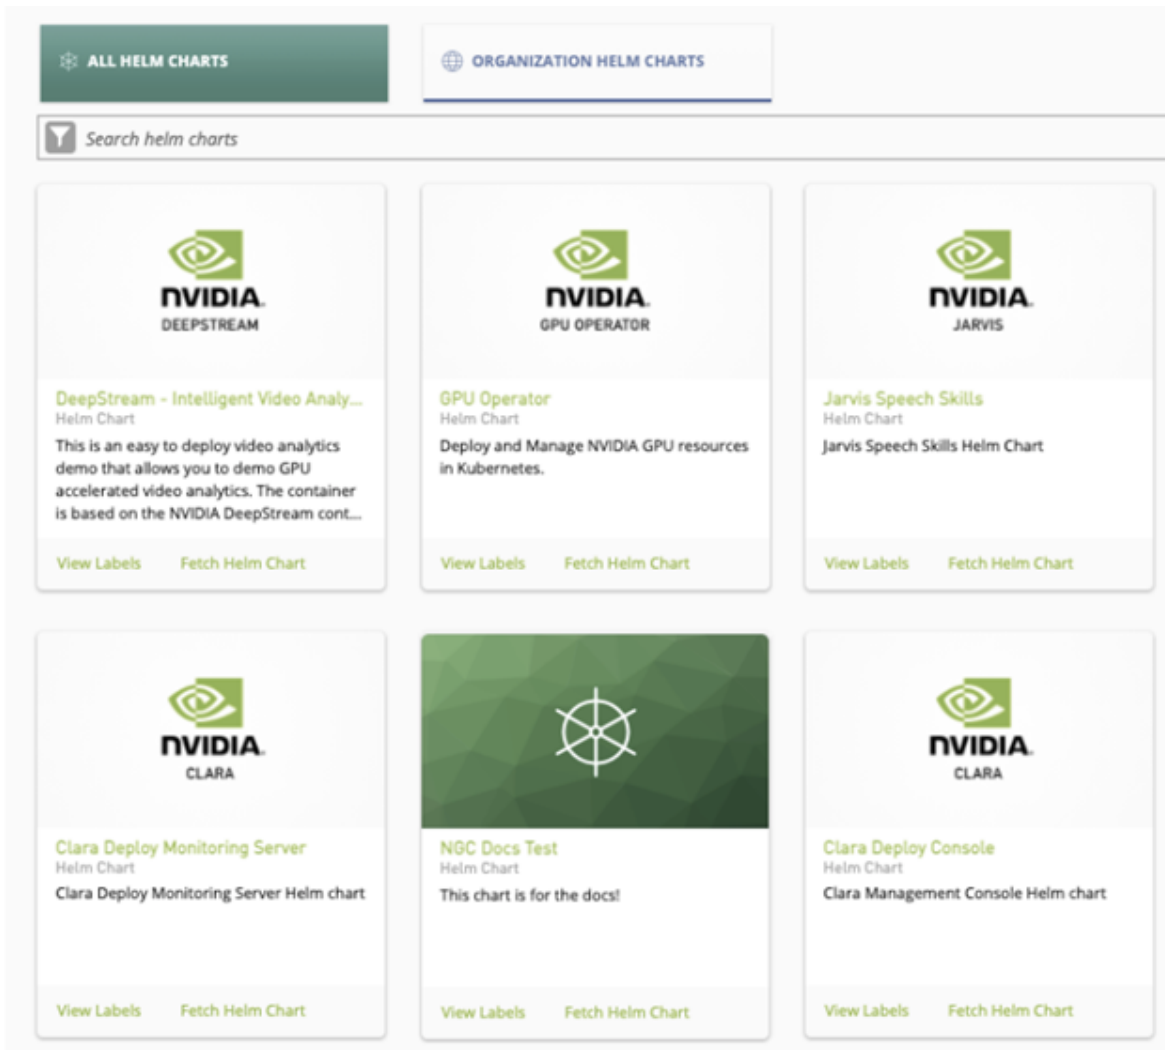 ALL HELM CHARTS
ORGANIZATION HELM CHARTS
Search helm charts
NVIDIA.
DEEPSTREAM
DeepStream - Intelligent Video Analy...
Helm Chart
This is an easy to deploy video analytics
demo that allows you to demo GPU
accelerated video analytics. The container
is based on the NVIDIA DeepStream cont...
View Labels
Fetch Helm Chart
NVIDIA.
GPU OPERATOR
GPU Operator
Helm Chart
Deploy and Manage NVIDIA GPU resources
in Kubernetes.
View Labels
Fetch Helm Chart
NVIDIA.
JARVIS
Jarvis Speech Skills
Helm Chart
Jarvis Speech Skills Helm Chart
View Labels
Fetch Helm Chart
NVIDIA.
CLARA
Clara Deploy Monitoring Server
Helm Chart
Clara Deploy Monitoring Server Helm chart
View Labels
Fetch Helm Chart
NGC Docs Test
Helm Chart
This chart is for the docs!
View Labels
Fetch Helm Chart
NVIDIA.
CLARA
Clara Deploy Console
Helm Chart
Clara Management Console Helm chart
View Labels
Fetch Helm Chart